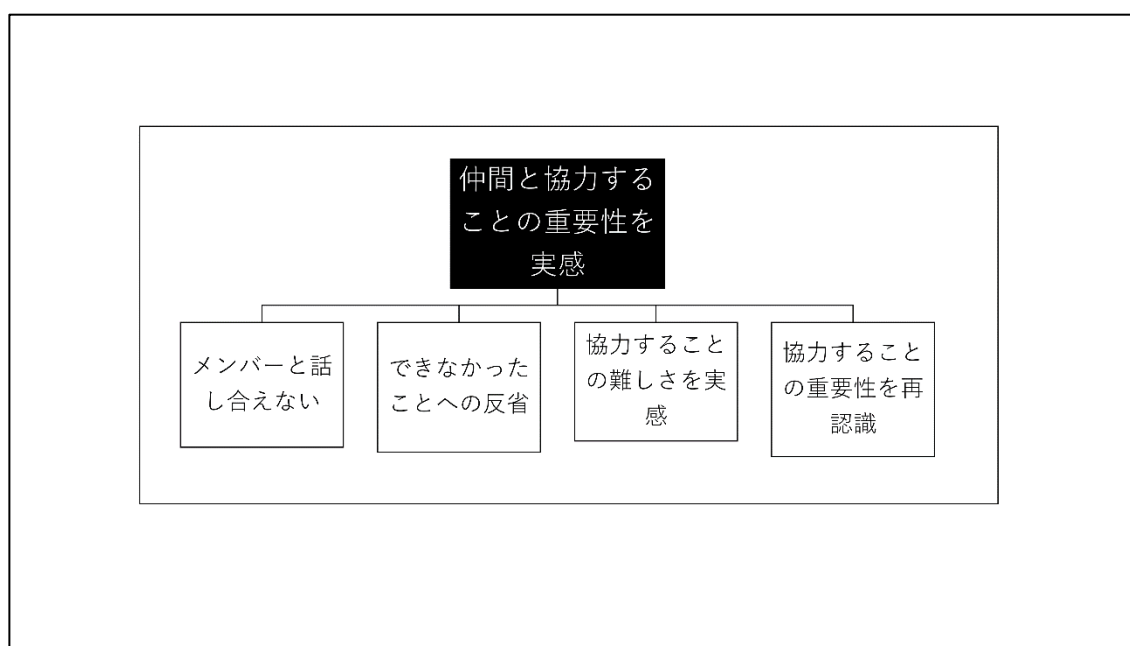 仲間と協力する
ことの重要性を
実感
メンバーと話
し合えない
できなかった
ことへの反省
協力すること
の難しさを実
感
協力すること
の重要性を再
認識